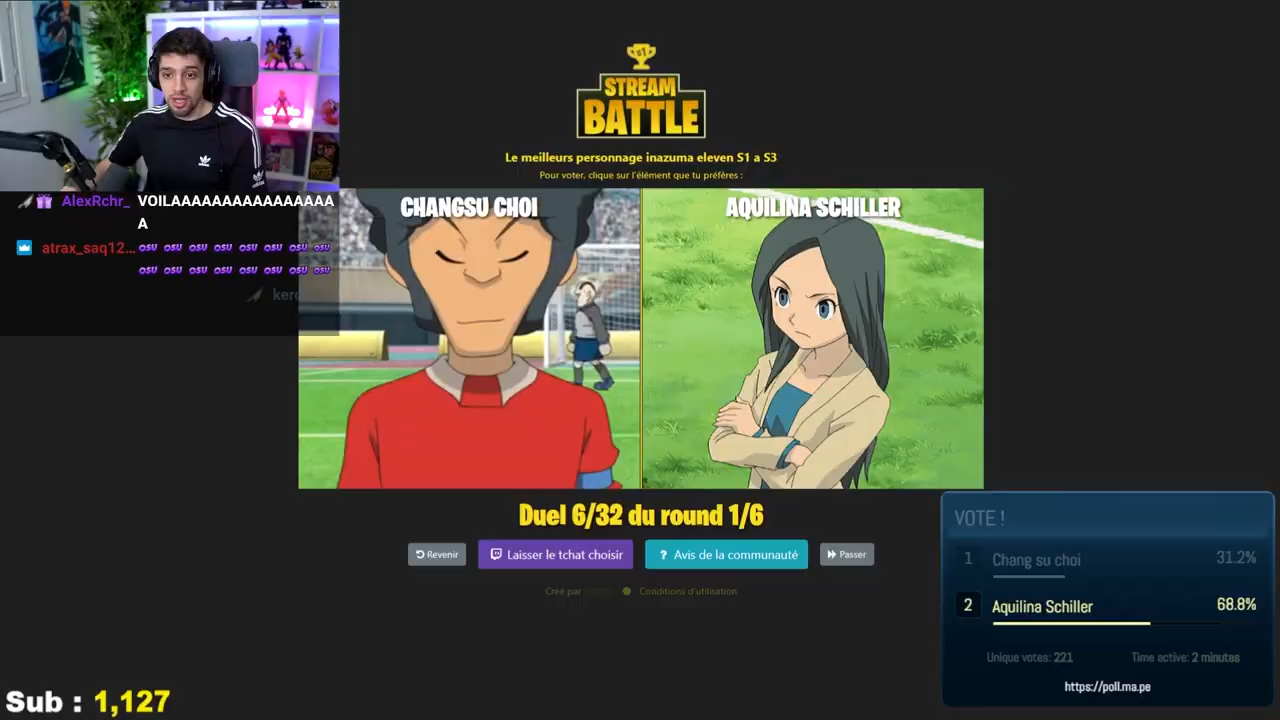 AlexRchr_ VOILAAAAAAAAAAAAAAAA
A
atrax_saq12... OSU OSU OSU OSU OSU OSU OSU OSU
OSU OSU OSU OSU OSU OSU OSU OSU
kero
STREAM
BATTLE
Le meilleurs personnage inazuma eleven S1 a S3
Pour voter, clique sur l'élément que tu préfères :
CHANGSU CHOI
AQUILINA SCHILLER
Duel 6/32 du round 1/6
Revenir
Laisser le tchat choisir
? Avis de la communauté
Passer
Créé par
Conditions d'utilisation
VOTE !
1 Chang su choi 31.2%
2 Aquilina Schiller 68.8%
Unique votes: 221
Time active: 2 minutes
https://poll.ma.pe
Sub : 1,127